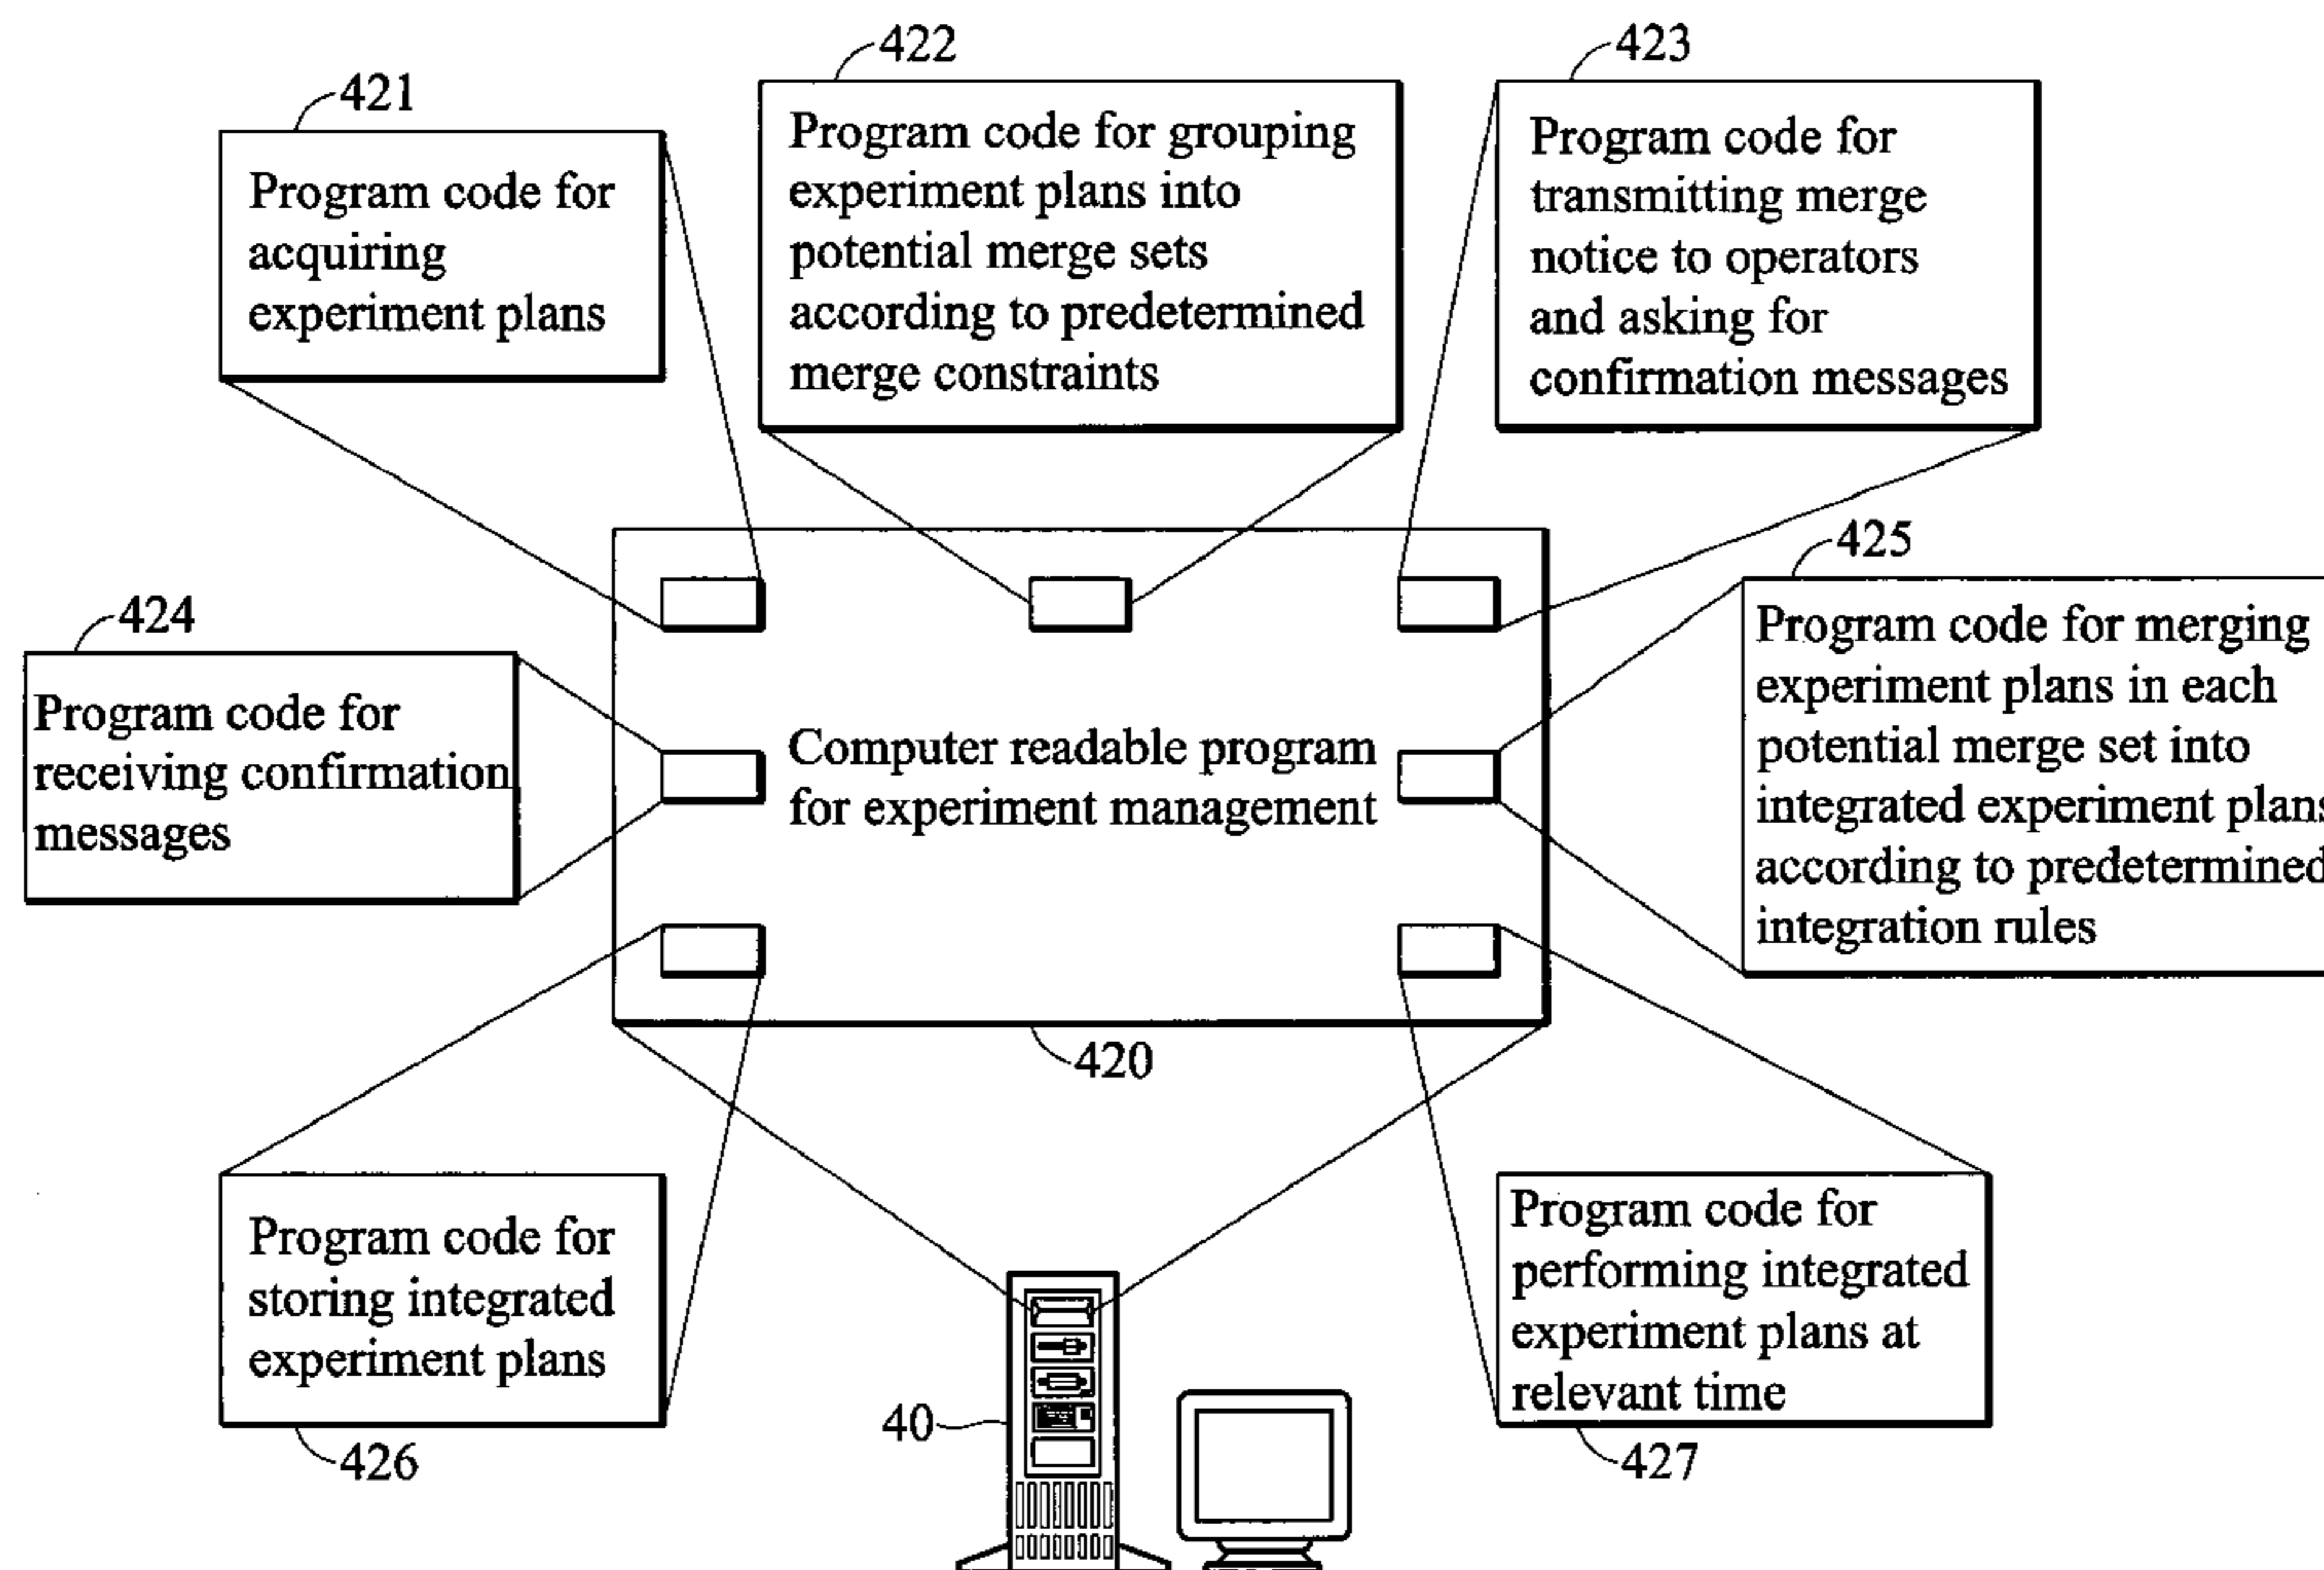 421
Program code for
acquiring
experiment plans
422
Program code for grouping
experiment plans into
potential merge sets
according to predetermined
merge constraints
423
Program code for
transmitting merge
notice to operators
and asking for
confirmation messages
424
Program code for
receiving confirmation
messages
Computer readable program
for experiment management
425
Program code for merging
experiment plans in each
potential merge set into
integrated experiment plans
according to predetermined
integration rules
420
Program code for
storing integrated
experiment plans
426
40
Program code for
performing integrated
experiment plans at
relevant time
427